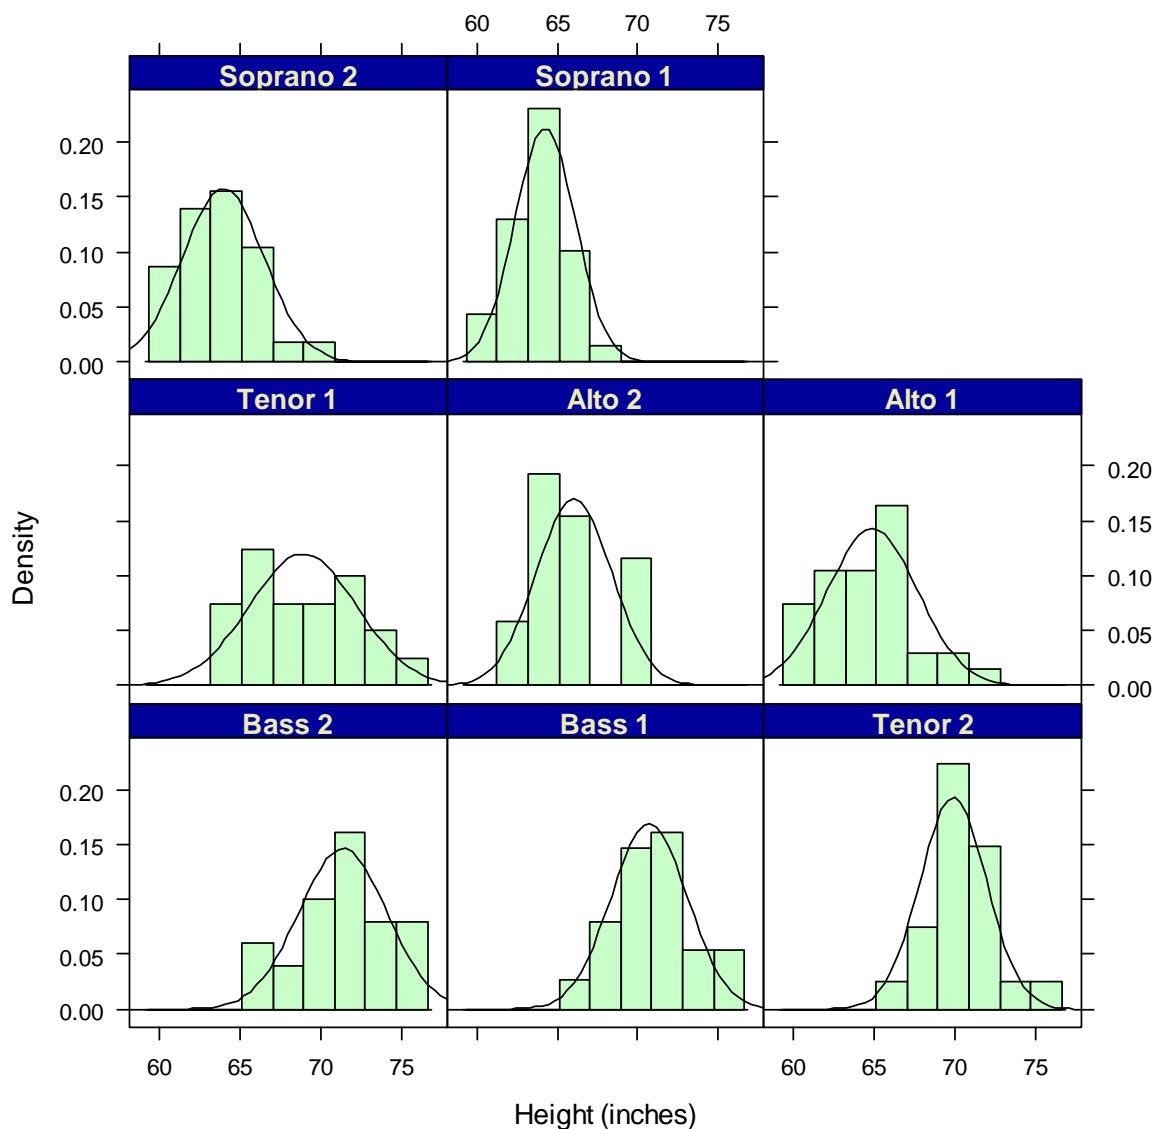 60 65 70 75
Soprano 2 Soprano 1
0.20
0.15
0.10
0.05
0.00
Tenor 1 Alto 2 Alto 1
0.20
0.15
0.10
0.05
0.00
Density
Bass 2 Bass 1 Tenor 2
0.20
0.15
0.10
0.05
0.00
60 65 70 75 60 65 70 75
Height (inches)